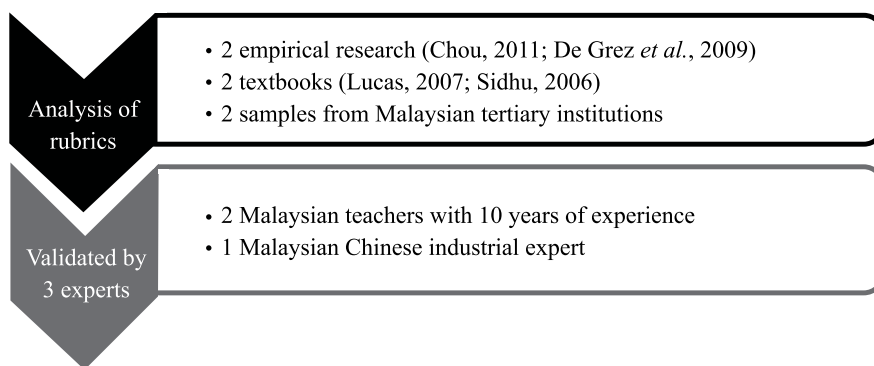 Analysis of
rubrics
• 2 empirical research (Chou, 2011; De Grez et al., 2009)
• 2 textbooks (Lucas, 2007; Sidhu, 2006)
• 2 samples from Malaysian tertiary institutions
Validated by
3 experts
• 2 Malaysian teachers with 10 years of experience
• 1 Malaysian Chinese industrial expert